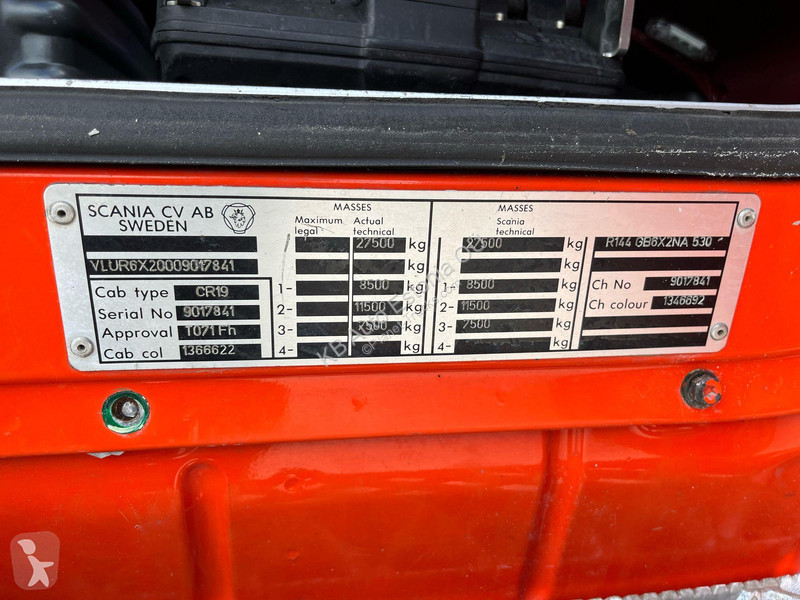 SCANIA CV AB
SWEDEN
VLUR6X20009017841
Cab type CR19
Serial No 9017841
Approval T071 Fh
Cab col 1366622
MASSES
Maximum legal Actual technical
27500 kg
1- 8500 kg
2- 11500 kg
3- 7500 kg
4- kg
MASSES
Scania technical
27500 kg
1- 8500 kg
2- 11500 kg
3- 7500 kg
4- kg
R144 GB6X2NA 530
Ch No 9017841
Ch colour 1346692